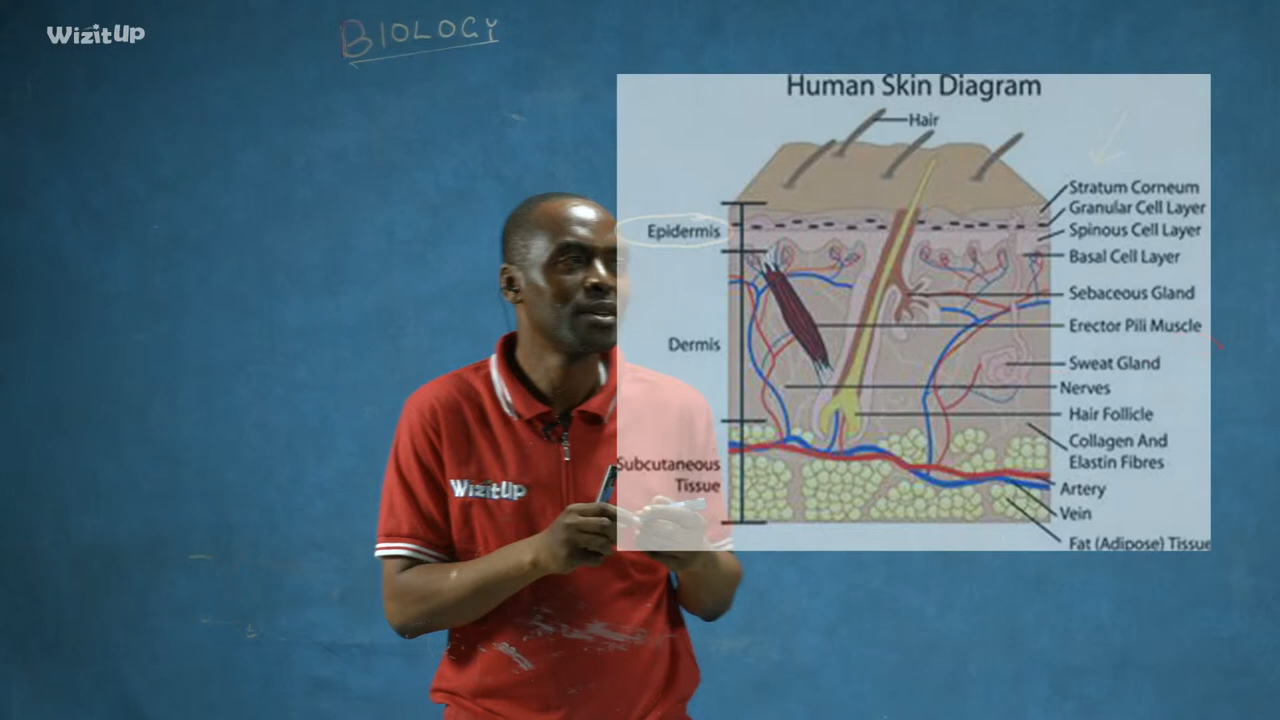 WizitUp
BIOLOGY
Human Skin Diagram
Hair
Epidermis
Dermis
Subcutaneous
Tissue
Stratum Corneum
Granular Cell Layer
Spinous Cell Layer
Basal Cell Layer
Sebaceous Gland
Erector Pili Muscle
Sweat Gland
Nerves
Hair Follicle
Collagen And
Elastin Fibres
Artery
Vein
Fat (Adipose) Tissue
WizitUp